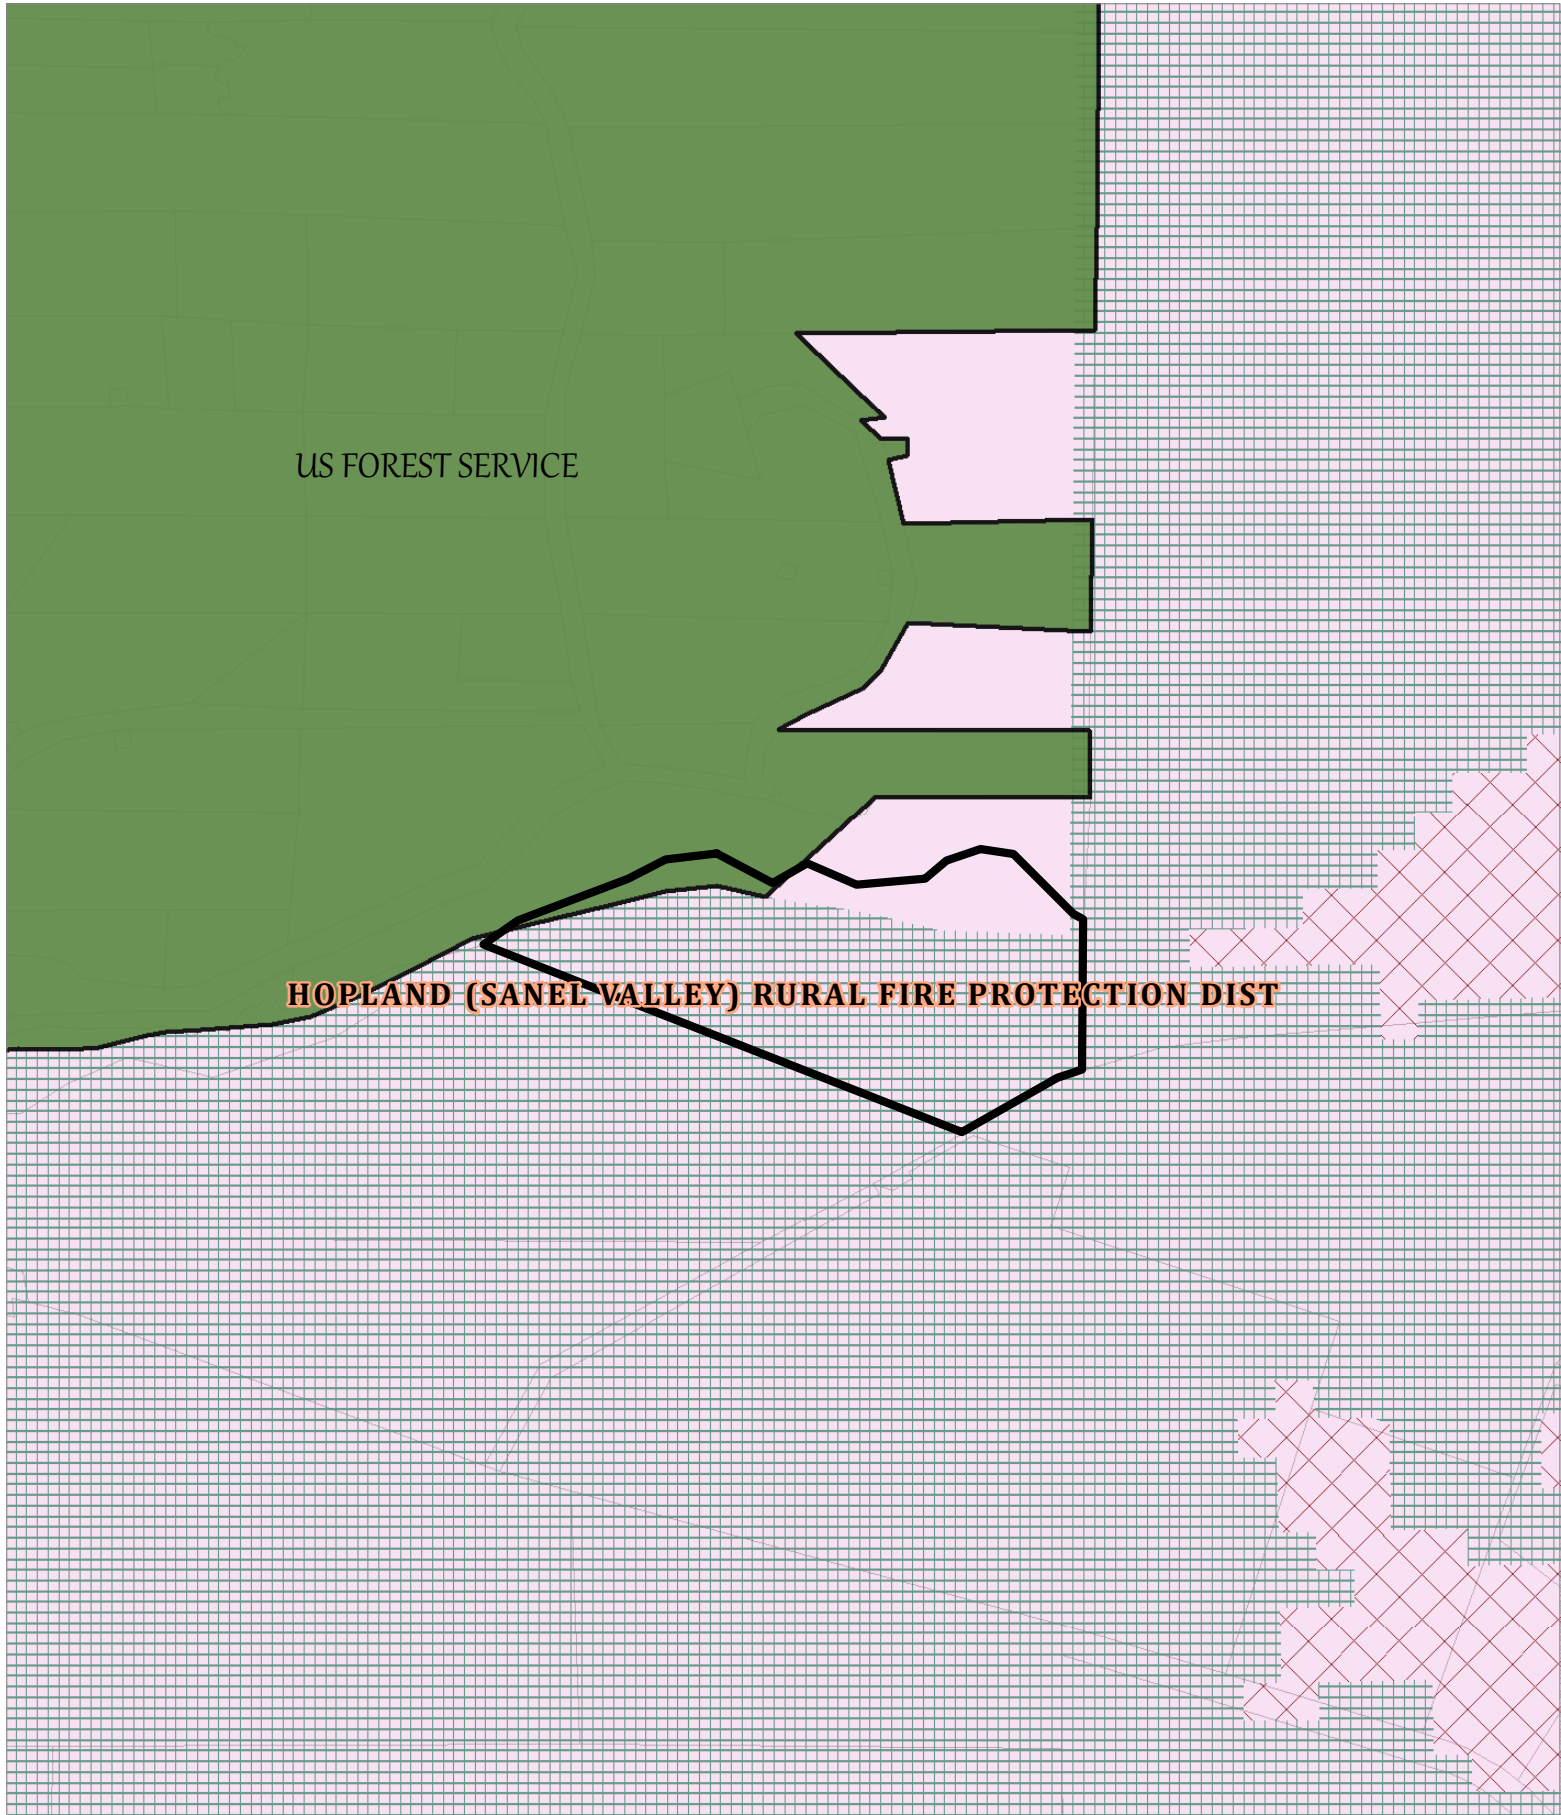 US FOREST SERVICE
HOPLAND (SANEL VALLEY) RURAL FIRE PROTECTION DIST